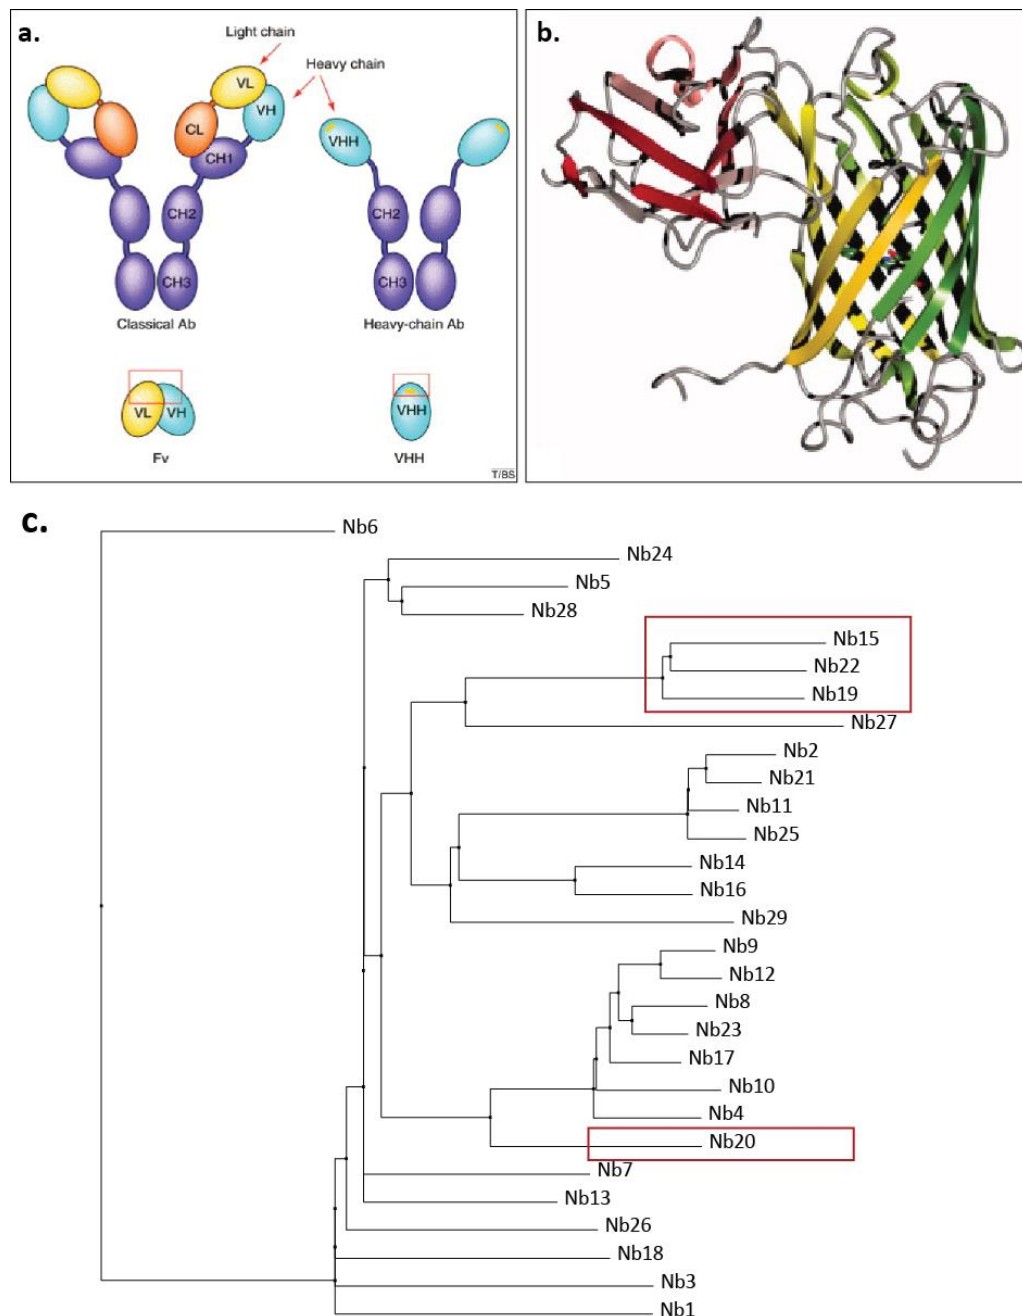 a.
Light chain
Heavy chain
VL
VH
CL
CH1
VHH
CH2
CH2
CH3
CH3
Classical Ab
Heavy-chain Ab
VL
VH
VHH
Fv
VHH
T/BS
b.
c.
Nb6
Nb24
Nb5
Nb28
Nb15
Nb22
Nb19
Nb27
Nb2
Nb21
Nb11
Nb25
Nb14
Nb16
Nb29
Nb9
Nb12
Nb8
Nb23
Nb17
Nb10
Nb4
Nb20
Nb7
Nb13
Nb26
Nb18
Nb3
Nb1